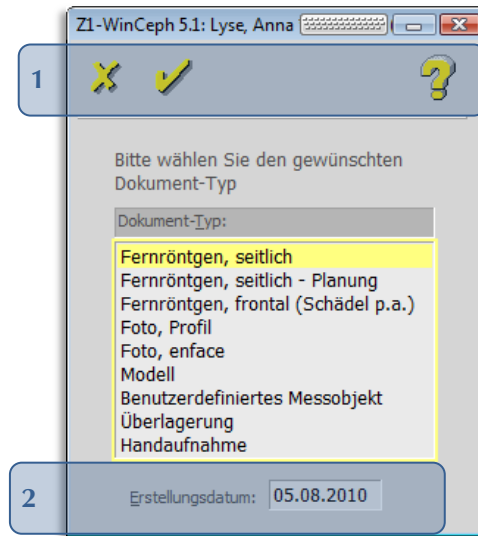 Z1-WinCeph 5.1: Lyse, Anna
1
Bitte wählen Sie den gewünschten
Dokument-Typ
Dokument-Typ:
Fernröntgen, seitlich
Fernröntgen, seitlich - Planung
Fernröntgen, frontal (Schädel p.a.)
Foto, Profil
Foto, enface
Modell
Benutzerdefiniertes Messobjekt
Überlagerung
Handaufnahme
2
Erstellungsdatum: 05.08.2010